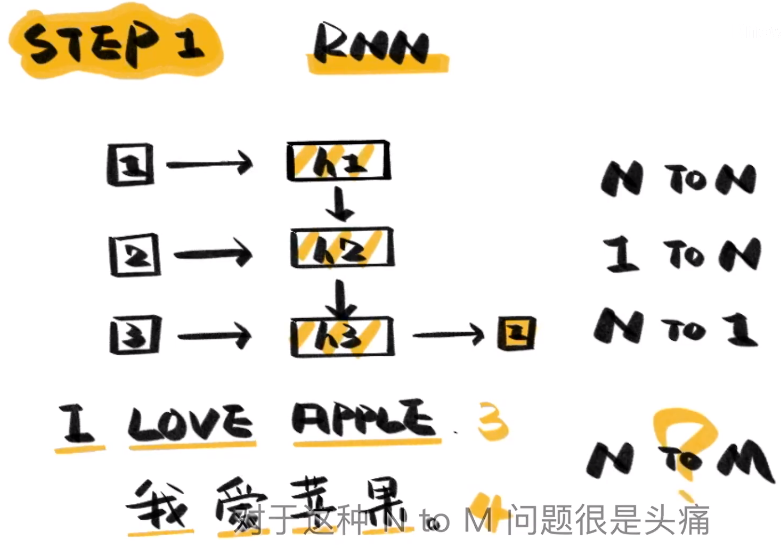 STEP 1 RNN
1 h1 N TO N
2 h2 1 TO N
3 h3 1 N TO 1
I LOVE APPLE. 3
N TO M ?
我爱苹果。4
对于这种 N to M 问题很是头痛